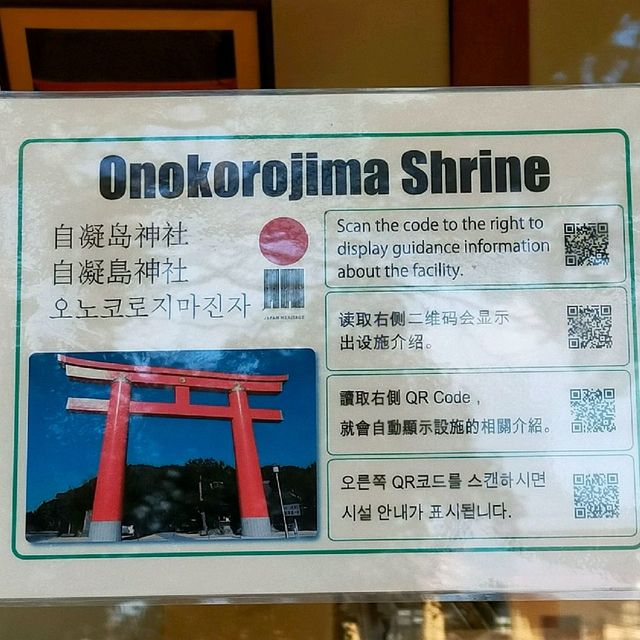 Onokorojima Shrine
自凝岛神社
自凝島神社
오노코로지마진자
JAPAN HERITAGE
Scan the code to the right to
display guidance information
about the facility.
读取右侧二维码会显示
出设施介绍。
讀取右側 QR Code，
就會自動顯示設施的相關介紹。
오른쪽 QR코드를 스캔하시면
시설 안내가 표시됩니다.